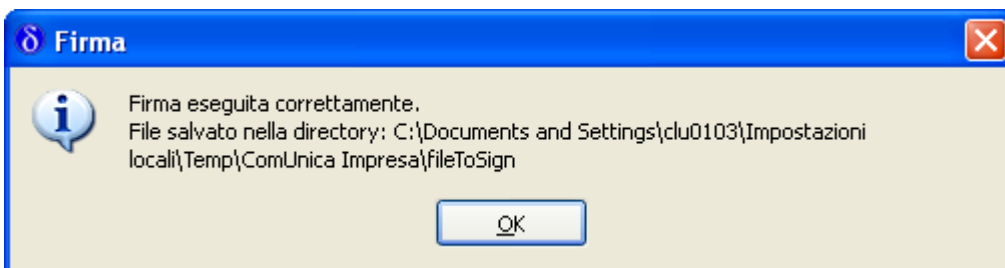 δ Firma
Firma eseguita correttamente.
File salvato nella directory: C:\Documents and Settings\clu0103\Impostazioni
locali\Temp\ComUnica Impresa\fileToSign
OK